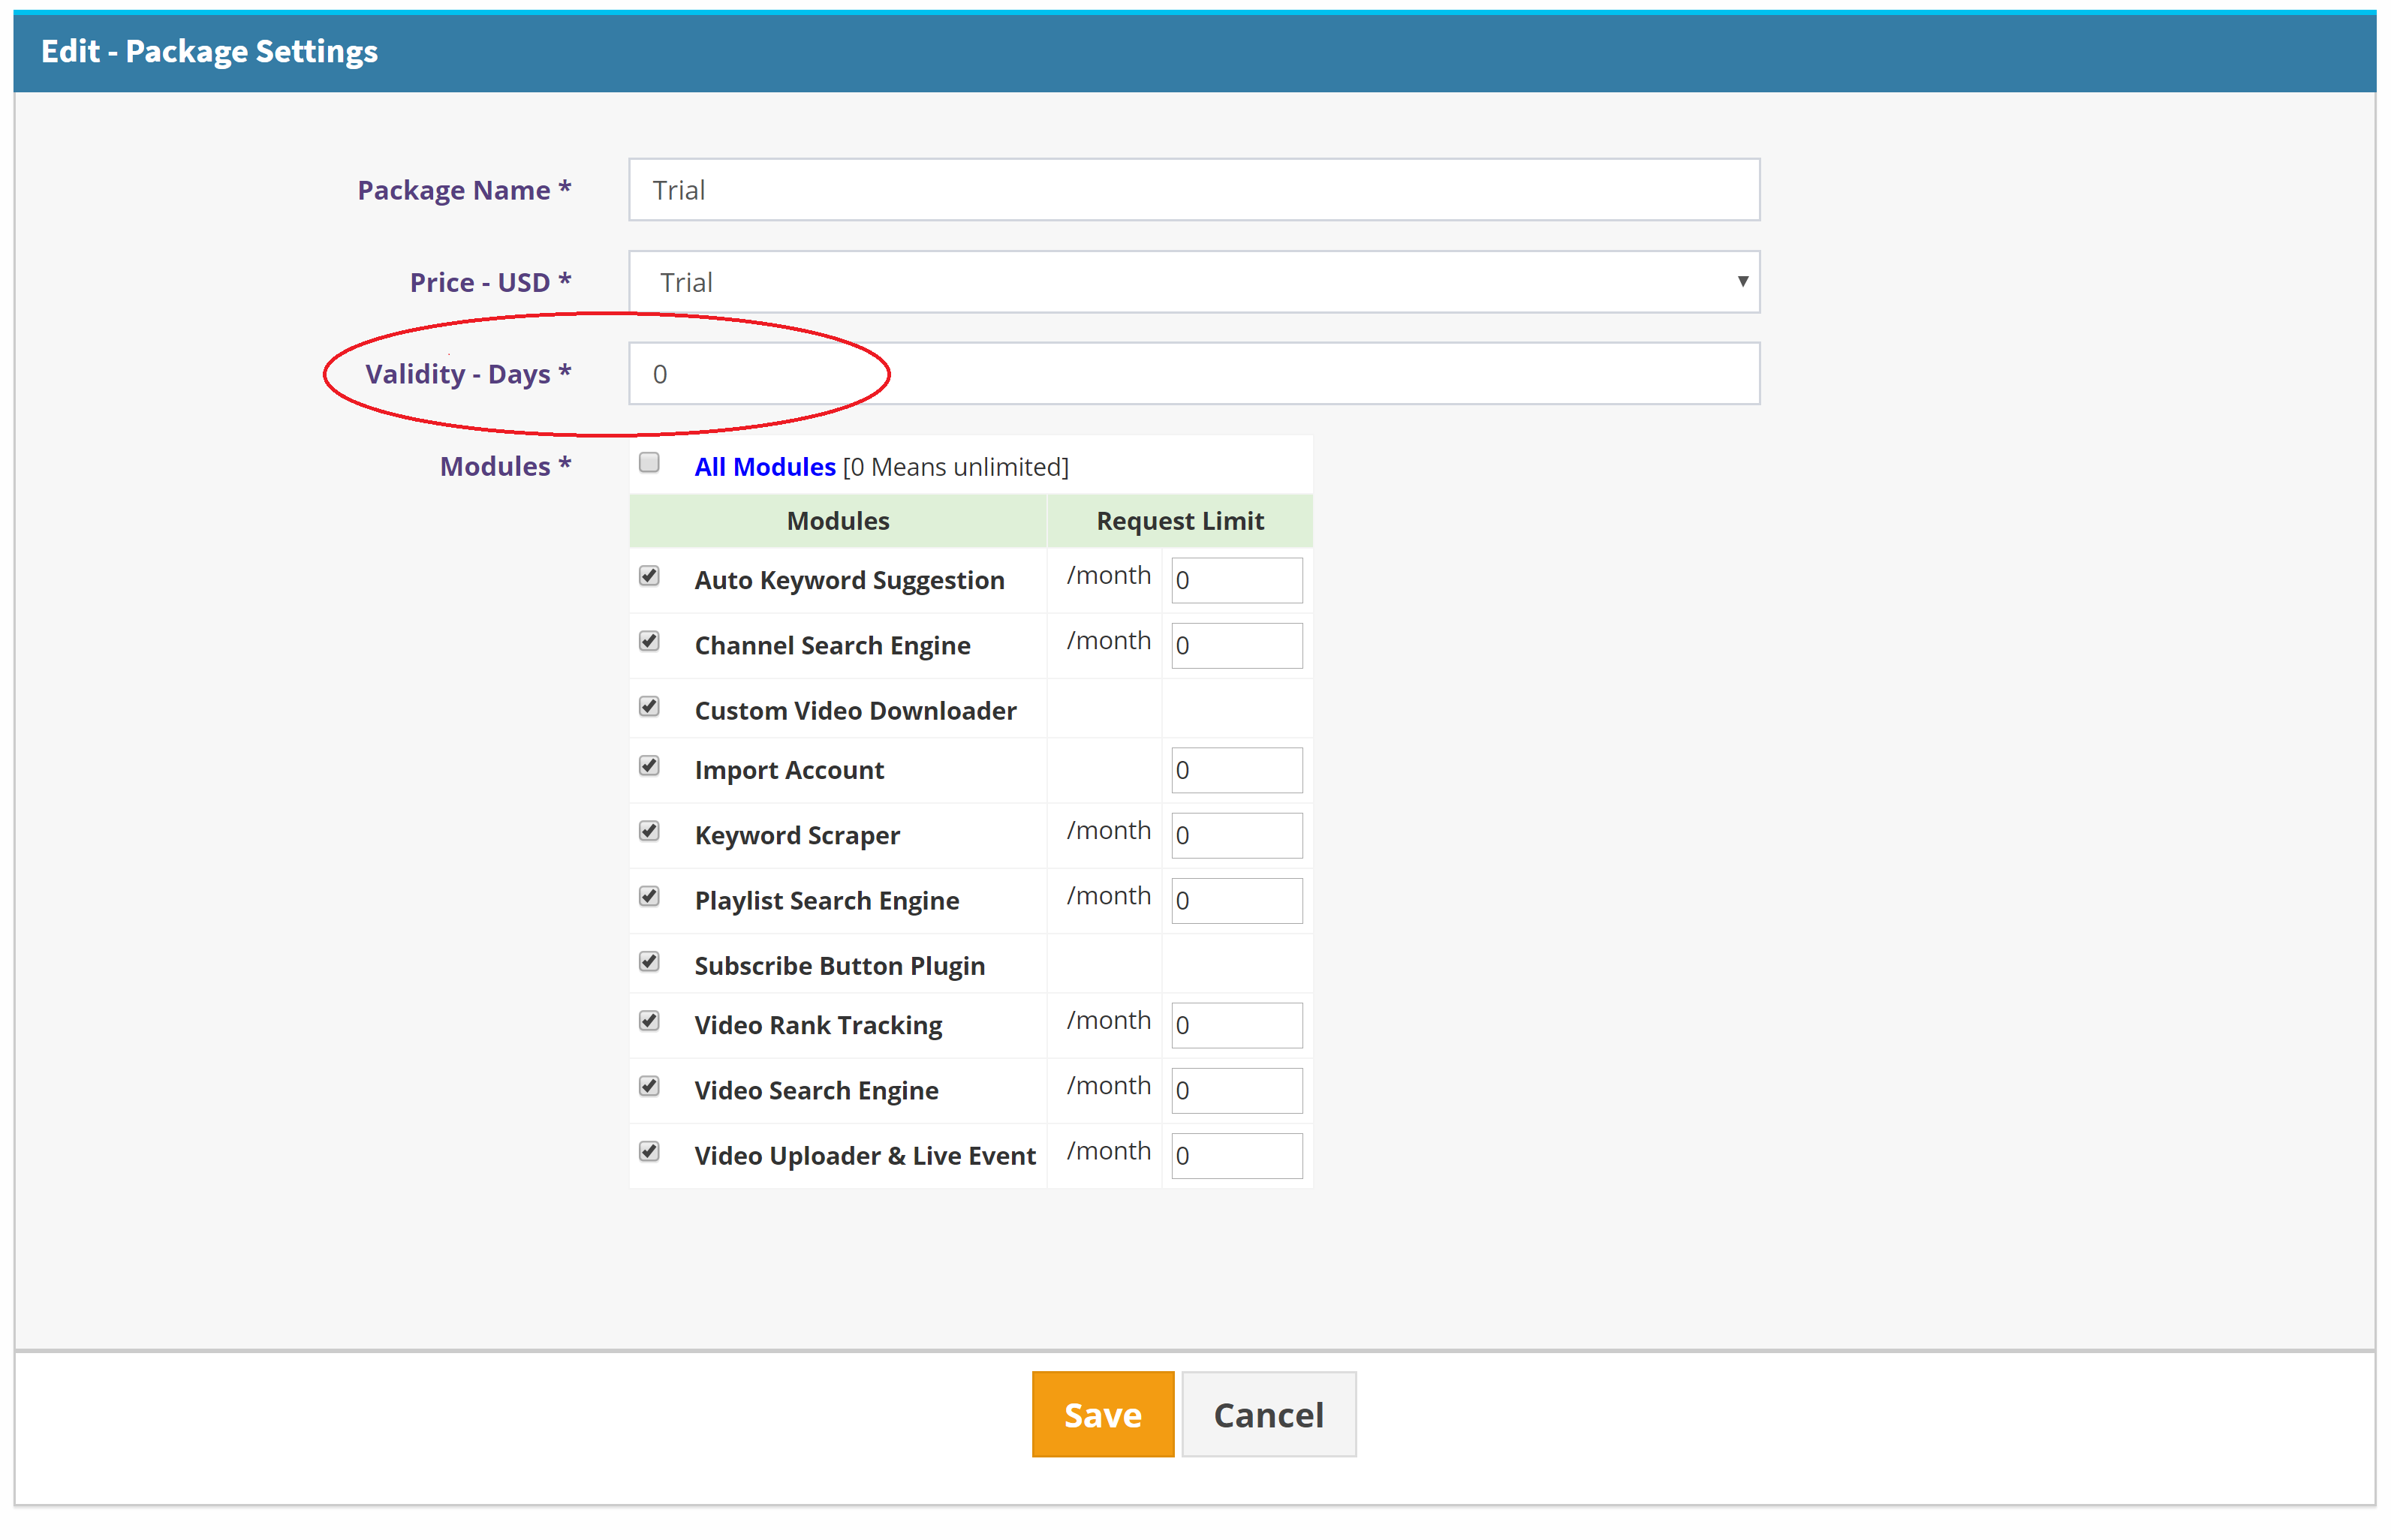 Edit - Package Settings
Package Name * Trial
Price - USD * Trial
Validity - Days * 0
Modules * All Modules [0 Means unlimited]
Modules Request Limit
Auto Keyword Suggestion /month 0
Channel Search Engine /month 0
Custom Video Downloader
Import Account 0
Keyword Scraper /month 0
Playlist Search Engine /month 0
Subscribe Button Plugin
Video Rank Tracking /month 0
Video Search Engine /month 0
Video Uploader & Live Event /month 0
Save Cancel